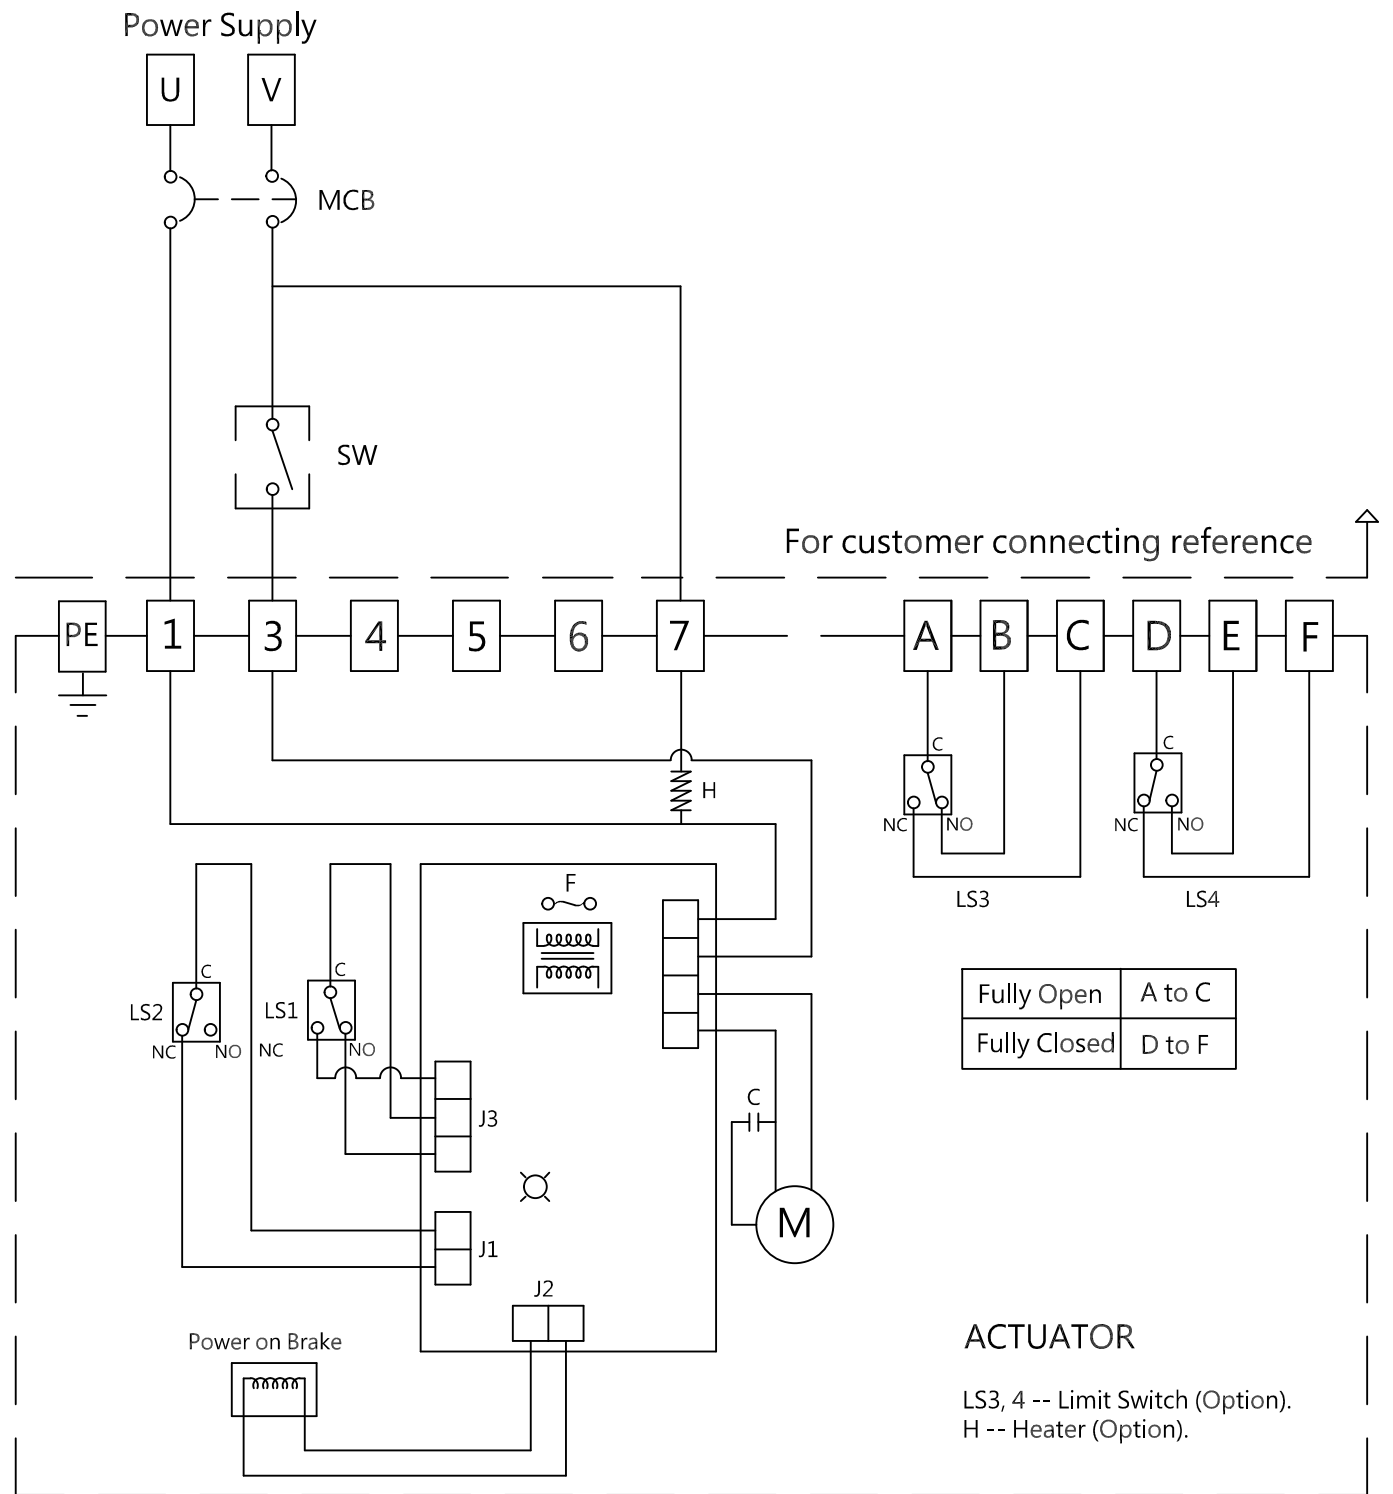 Power Supply
U V
MCB
SW
For customer connecting reference
PE 1 3 4 5 6 7 A B C D E F
C C
H
NC NO NC NO
LS3 LS4
F
C C
LS2 LS1
NC NO NC NO
Fully Open A to C
Fully Closed D to F
J3
C
M
J1
J2
Power on Brake
ACTUATOR
LS3, 4 -- Limit Switch (Option).
H -- Heater (Option).